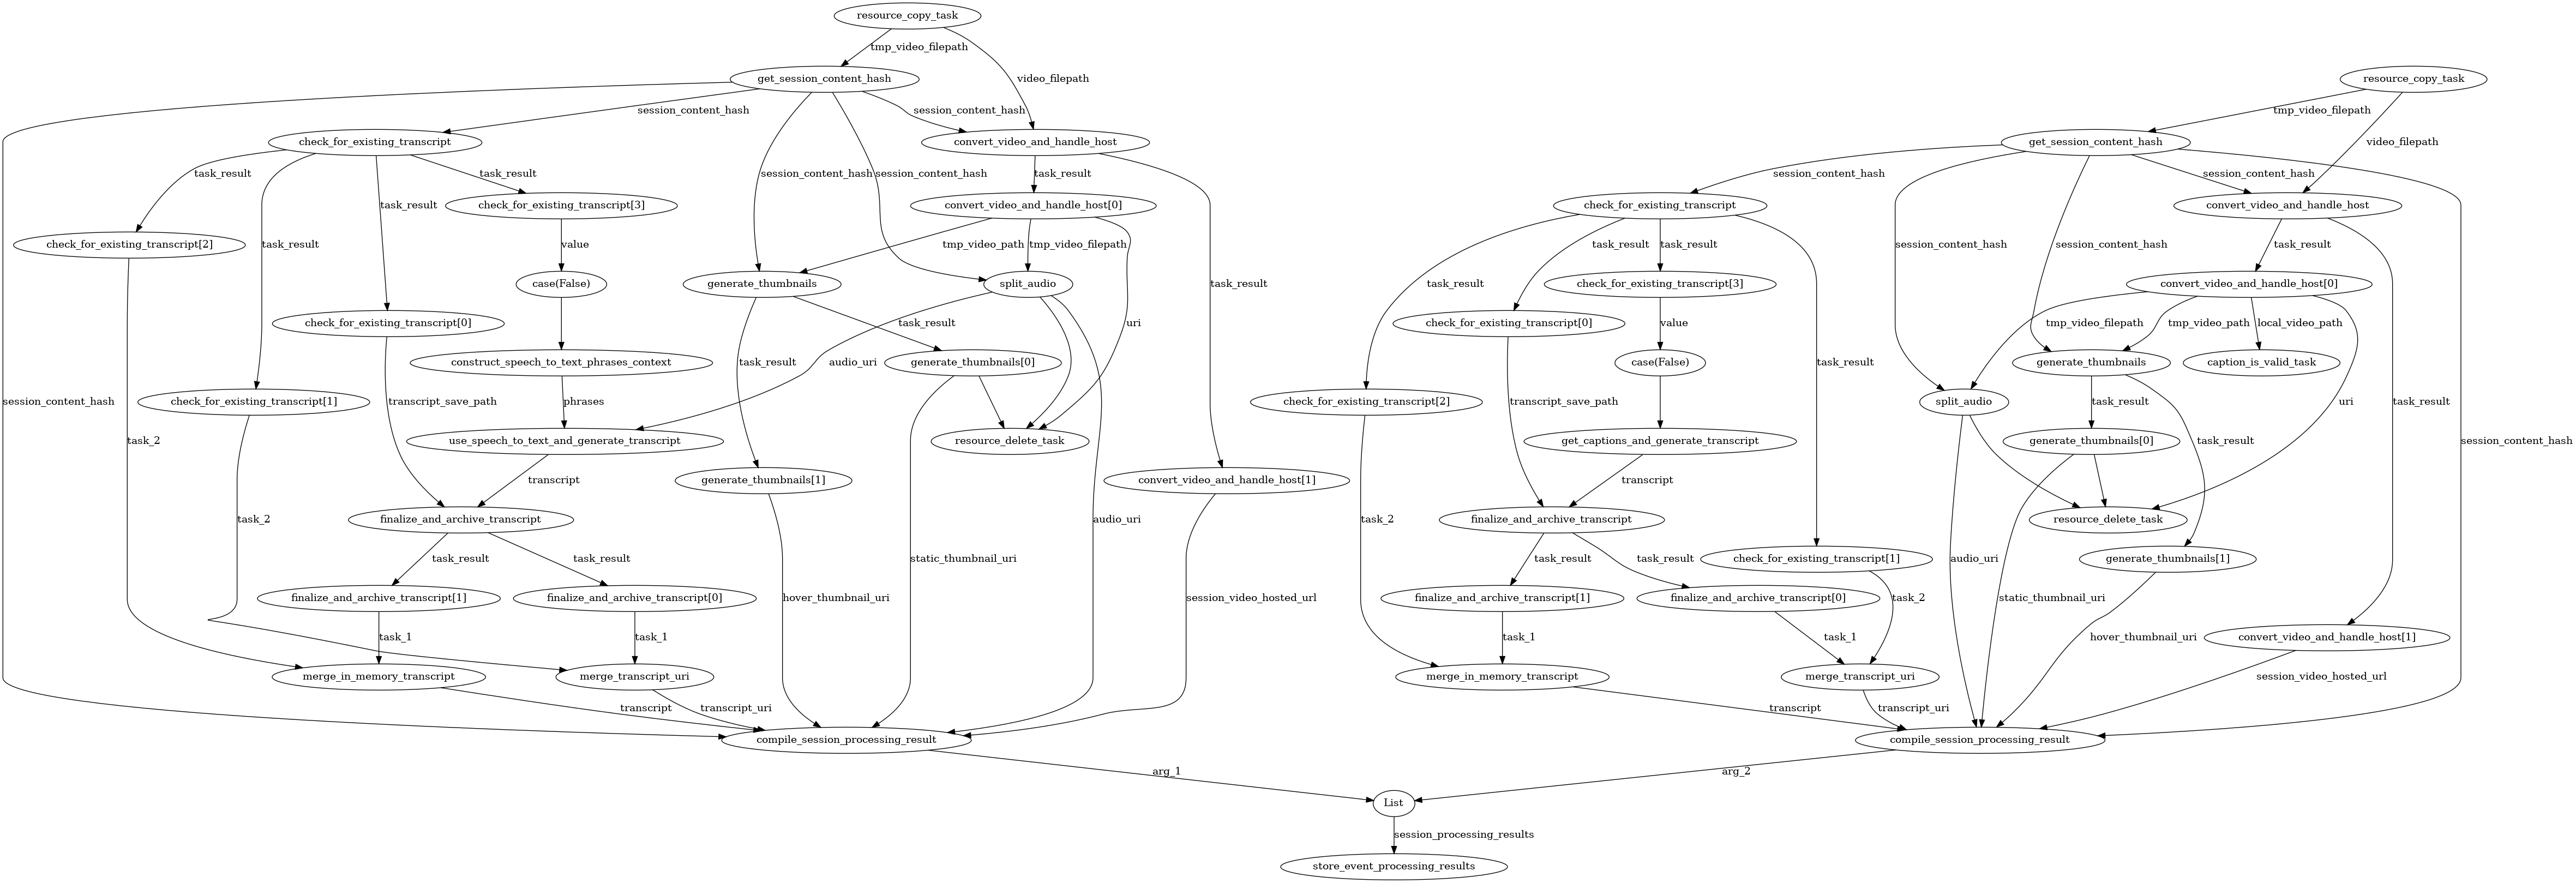 resource_copy_task
tmp_video_filepath
video_filepath
get_session_content_hash
resource_copy_task
session_content_hash
session_content_hash
tmp_video_filepath
check_for_existing_transcript
convert_video_and_handle_host
get_session_content_hash
video_filepath
task_result
task_result
session_content_hash
session_content_hash
task_result
session_content_hash
session_content_hash
check_for_existing_transcript[3]
convert_video_and_handle_host[0]
check_for_existing_transcript
convert_video_and_handle_host
task_result
check_for_existing_transcript[2]
task_result
value
tmp_video_path
tmp_video_filepath
task_result
task_result
session_content_hash
session_content_hash
task_result
case(False)
generate_thumbnails
split_audio
task_result
task_result
check_for_existing_transcript[3]
convert_video_and_handle_host[0]
check_for_existing_transcript[0]
task_result
uri
check_for_existing_transcript[0]
value
tmp_video_filepath
tmp_video_path
local_video_path
construct_speech_to_text_phrases_context
task_result
audio_uri
generate_thumbnails[0]
case(False)
task_result
generate_thumbnails
caption_is_valid_task
session_content_hash
check_for_existing_transcript[1]
transcript_save_path
phrases
check_for_existing_transcript[2]
transcript_save_path
split_audio
task_result
uri
task_result
task_2
use_speech_to_text_and_generate_transcript
resource_delete_task
get_captions_and_generate_transcript
generate_thumbnails[0]
task_result
session_content_hash
transcript
generate_thumbnails[1]
convert_video_and_handle_host[1]
transcript
task_2
finalize_and_archive_transcript
audio_uri
task_2
finalize_and_archive_transcript
resource_delete_task
task_result
task_result
static_thumbnail_uri
task_result
task_result
check_for_existing_transcript[1]
audio_uri
generate_thumbnails[1]
finalize_and_archive_transcript[1]
finalize_and_archive_transcript[0]
hover_thumbnail_uri
session_video_hosted_url
finalize_and_archive_transcript[1]
finalize_and_archive_transcript[0]
task_2
static_thumbnail_uri
task_1
task_1
task_1
task_1
hover_thumbnail_uri
convert_video_and_handle_host[1]
merge_in_memory_transcript
merge_transcript_uri
merge_in_memory_transcript
merge_transcript_uri
session_video_hosted_url
transcript
transcript_uri
transcript
transcript_uri
compile_session_processing_result
compile_session_processing_result
arg_1
arg_2
List
session_processing_results
store_event_processing_results